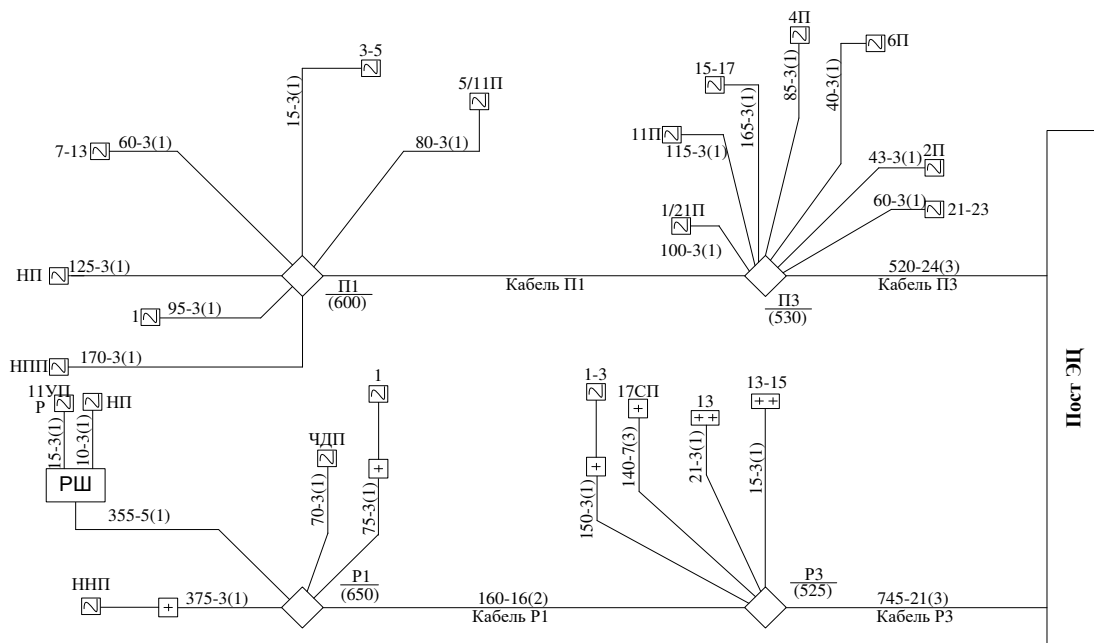 4П
6П
3-5
15-17
5/11П
15-3(1)
165-3(1)
85-3(1)
40-3(1)
7-13
60-3(1)
80-3(1)
11П
115-3(1)
43-3(1)
2П
1/21П
60-3(1)
21-23
100-3(1)
НП
125-3(1)
П1
(600)
Кабель П1
П3
(530)
520-24(3)
Кабель П3
1
95-3(1)
НПП
170-3(1)
Пост ЭЦ
11УП
Р
НП
1
1-3
17СП
13
13-15
15-3(1)
10-3(1)
ЧДП
РШ
70-3(1)
75-3(1)
150-3(1)
140-7(3)
21-3(1)
15-3(1)
355-5(1)
ННП
375-3(1)
Р1
(650)
160-16(2)
Кабель Р1
Р3
(525)
745-21(3)
Кабель Р3